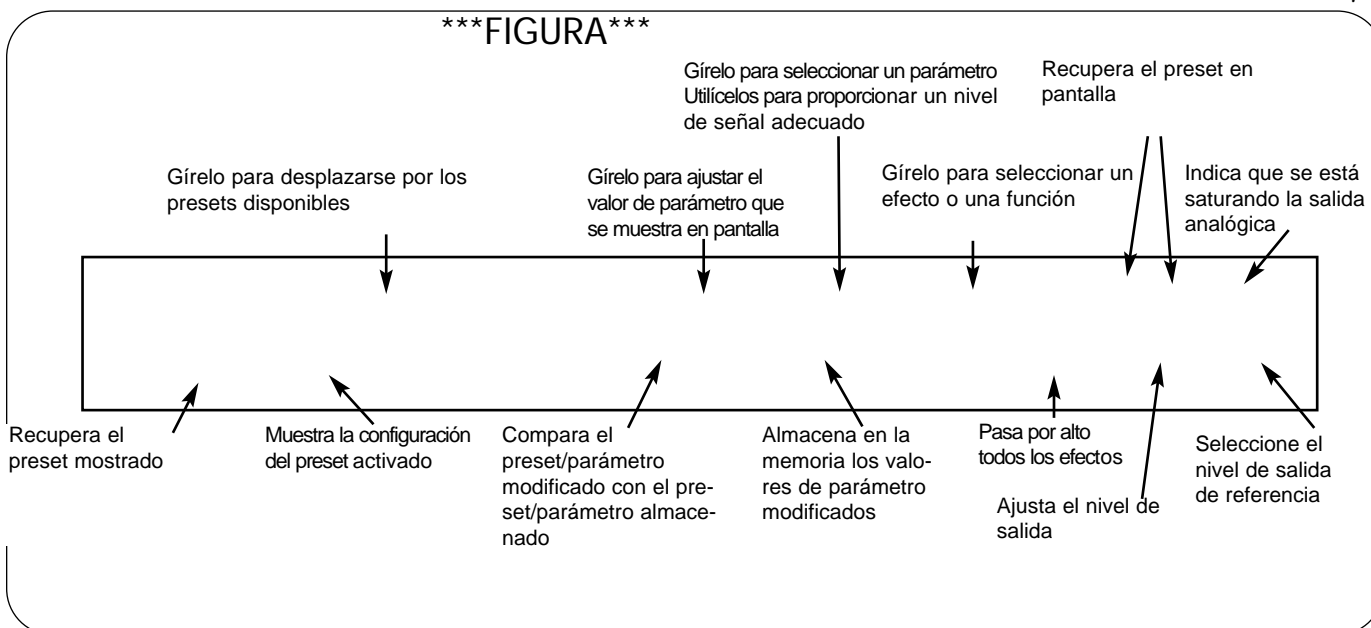 ***FIGURA***
Gírelo para seleccionar un parámetro
Utilícelos para proporcionar un nivel
de señal adecuado
Recupera el preset en
pantalla
Gírelo para desplazarse por los
presets disponibles
Gírelo para ajustar el
valor de parámetro que
se muestra en pantalla
Gírelo para seleccionar un
efecto o una función
Indica que se está
saturando la salida
analógica
Recupera el
preset mostrado
Muestra la configuración
del preset activado
Compara el
preset/parámetro
modificado con el pre-
set/parámetro almace-
nado
Almacena en la
memoria los valo-
res de parámetro
modificados
Pasa por alto
todos los efectos
Ajusta el nivel de
salida
Seleccione el
nivel de salida
de referencia